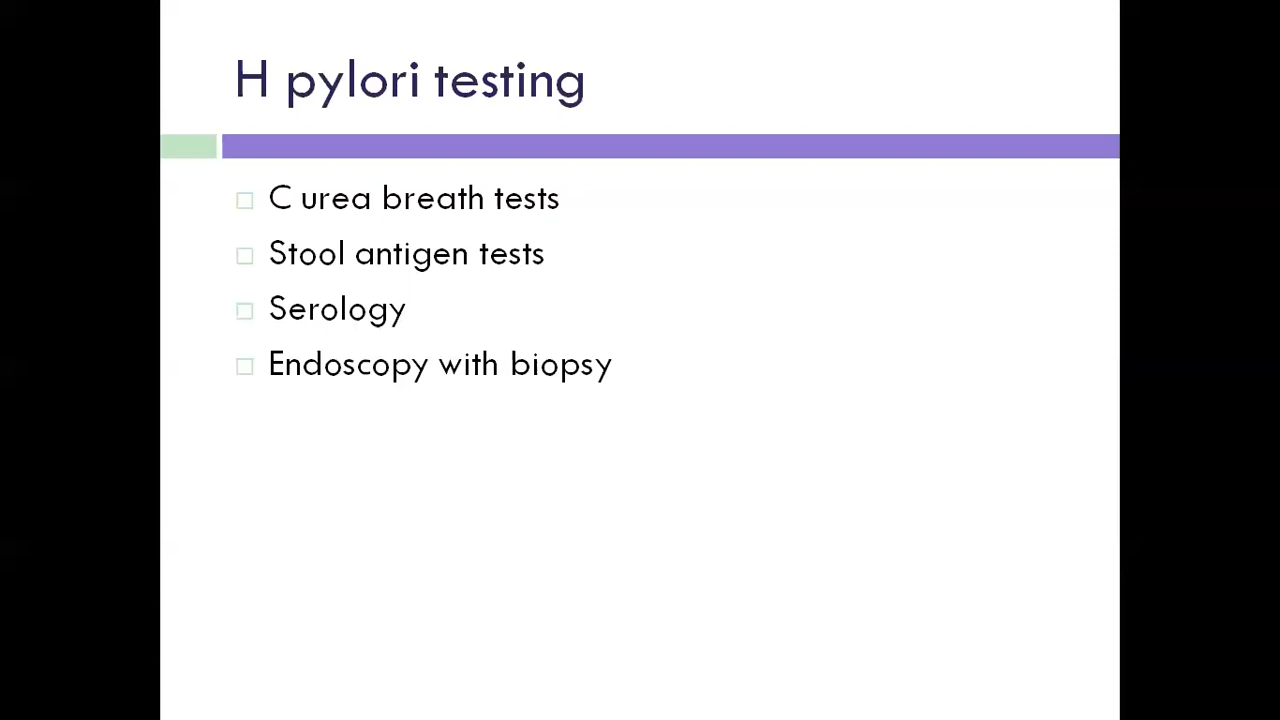 H pylori testing
C urea breath tests
Stool antigen tests
Serology
Endoscopy with biopsy